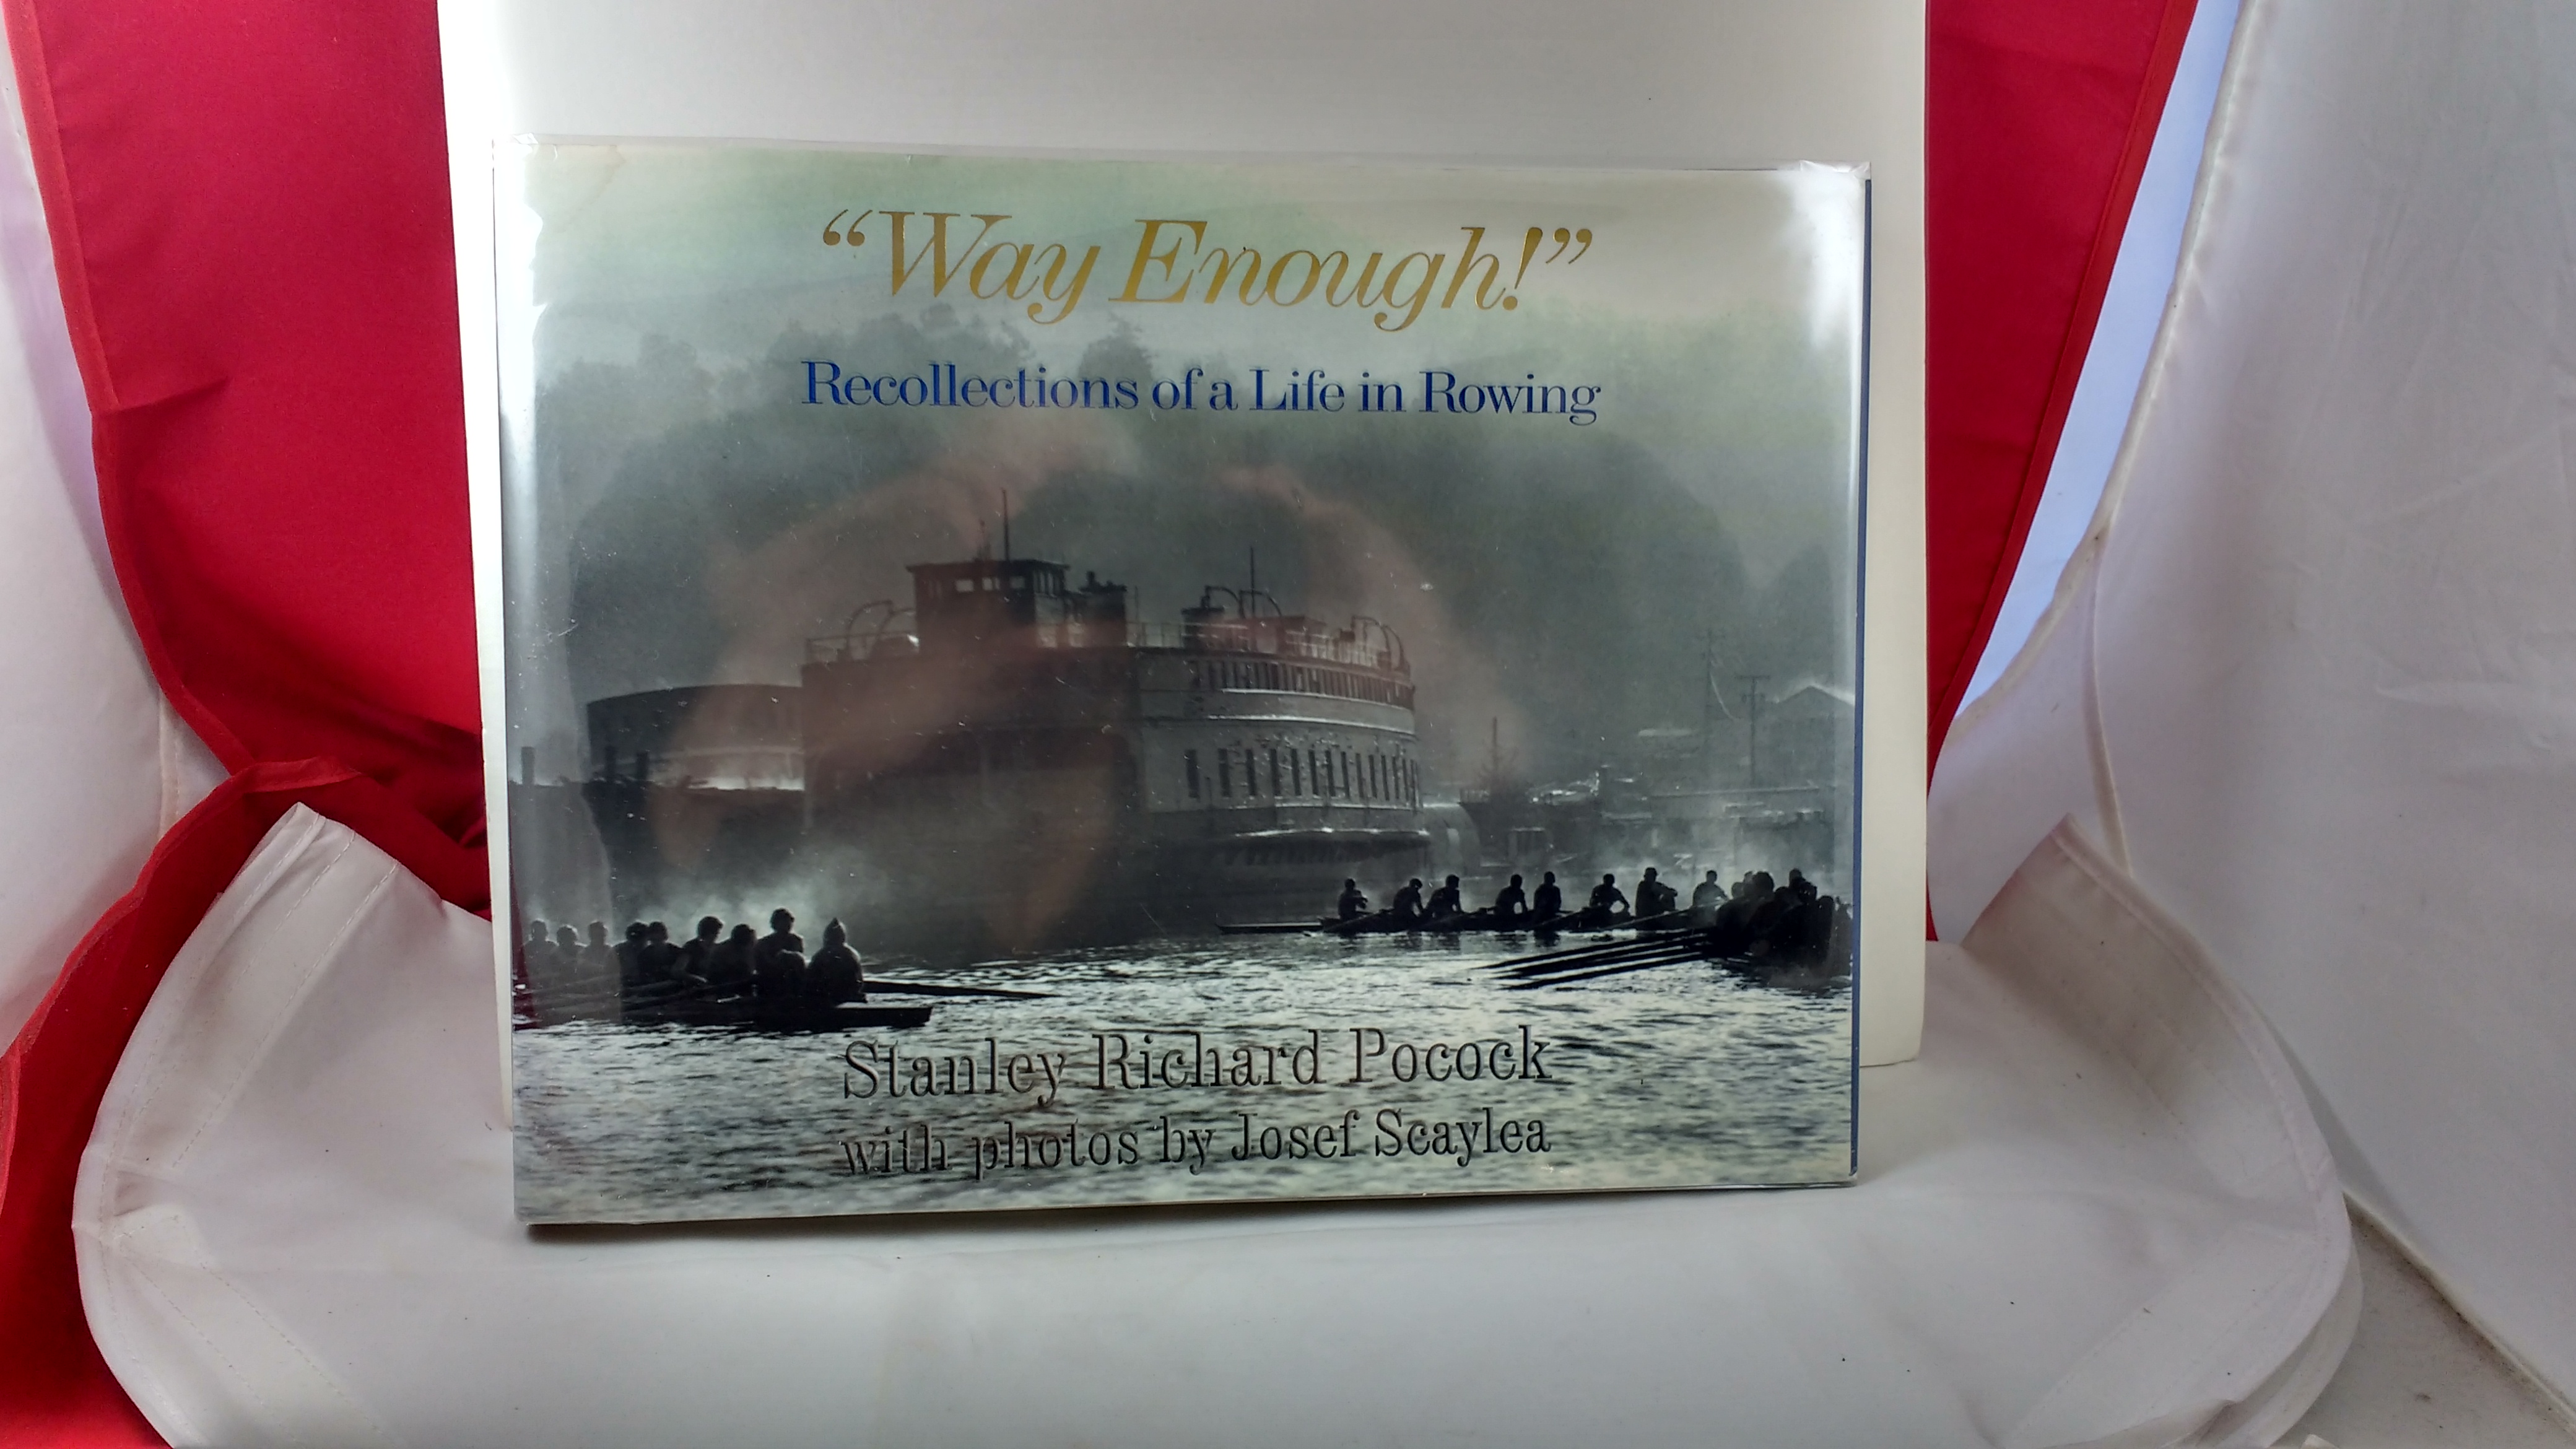 “Way Enough!”
Recollections of a Life in Rowing
Stanley Richard Pocock
with photos by Josef Scaylea